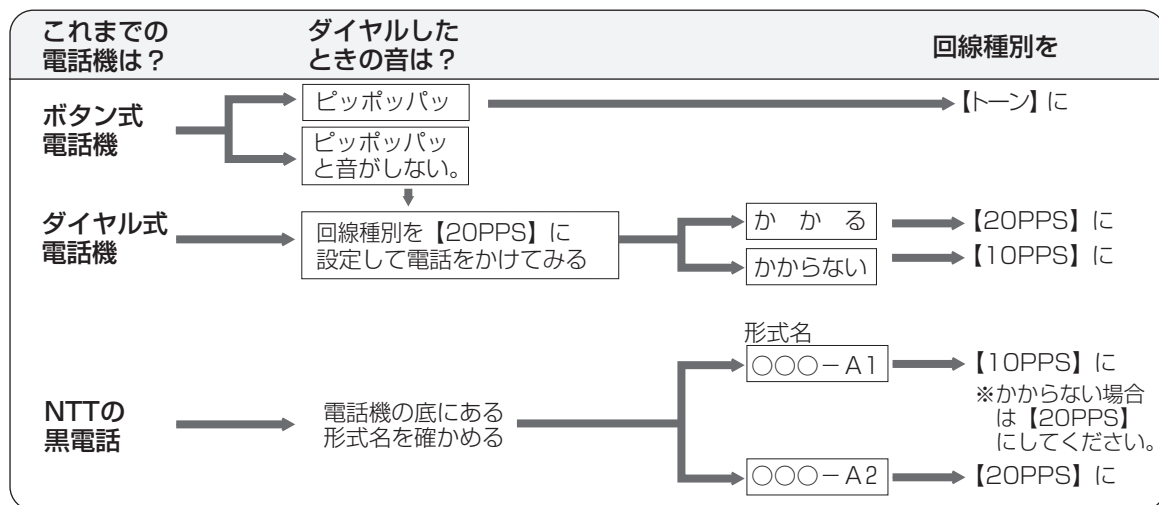 これまでの
電話機は？
ダイヤルした
ときの音は？
回線種別を
ボタン式
電話機
ピッポッパッ
【トーン】に
ピッポッパッ
と音がしない。
ダイヤル式
電話機
回線種別を【20PPS】に
設定して電話をかけてみる
かかる
【20PPS】に
かからない
【10PPS】に
NTTの
黒電話
電話機の底にある
形式名を確かめる
形式名
○○○－A1
【10PPS】に
※かからない場合
は【20PPS】
にしてください。
○○○－A2
【20PPS】に